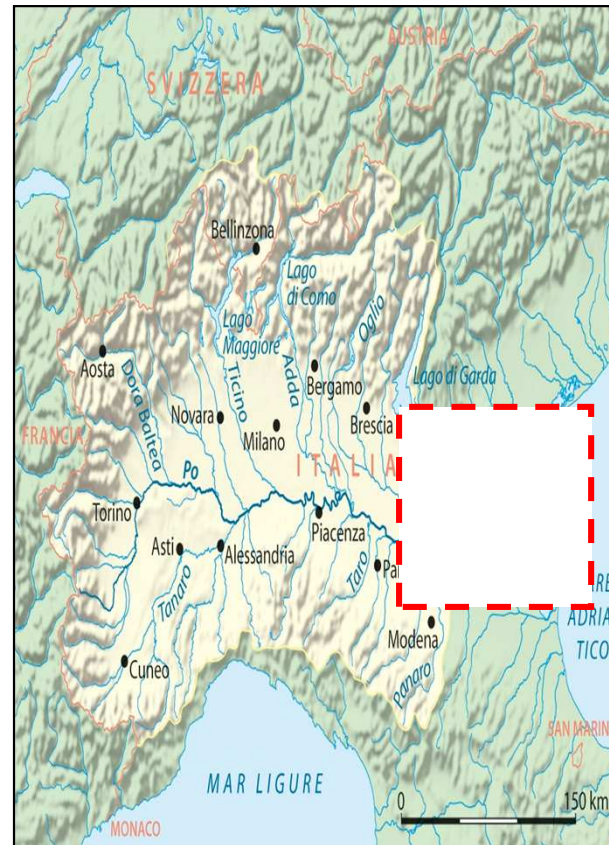 AUSTRIA
SVIZZERA
Bellinzona
Lago
di Como
Lago
Maggiore
Oglio
Adda
Ticino
Aosta
Dora Baltea
Bergamo
Lago di Garda
Novara
Milano
Brescia
FRANCIA
ITALIA
Po
Torino
Piacenza
Asti
Alessandria
Taro
Tanaro
ADRIA
TICO
Modena
Cuneo
Panaro
MAR LIGURE
MONACO
0
150 km